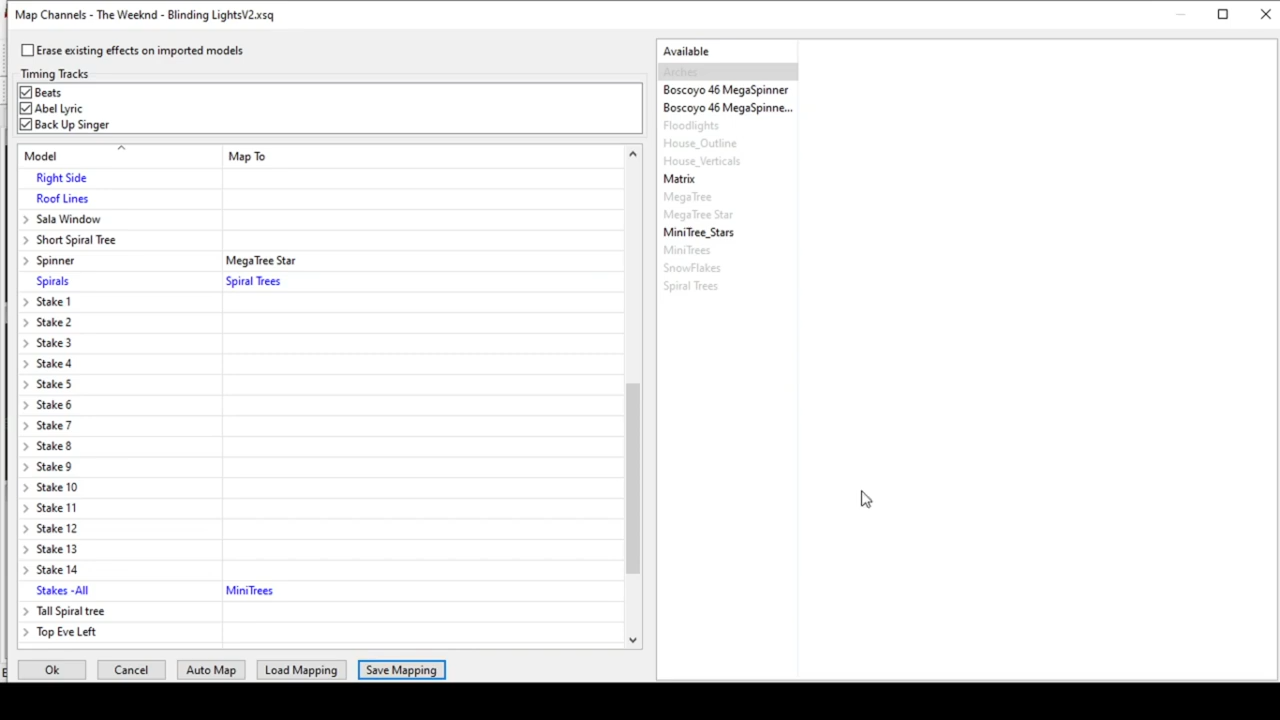 Map Channels - The Weeknd - Blinding LightsV2.xsq
Erase existing effects on imported models
Timing Tracks
Beats
Abel Lyric
Back Up Singer
Model Map To
Right Side
Roof Lines
Sala Window
Short Spiral Tree
Spinner MegaTree Star
Spirals Spiral Trees
Stake 1
Stake 2
Stake 3
Stake 4
Stake 5
Stake 6
Stake 7
Stake 8
Stake 9
Stake 10
Stake 11
Stake 12
Stake 13
Stake 14
Stakes -All MiniTrees
Tall Spiral tree
Top Eve Left
Ok Cancel Auto Map Load Mapping Save Mapping
Available
Arches
Boscoyo 46 MegaSpinner
Boscoyo 46 MegaSpinne...
Floodlights
House_Outline
House_Verticals
Matrix
MegaTree
MegaTree Star
MiniTree_Stars
MiniTrees
SnowFlakes
Spiral Trees